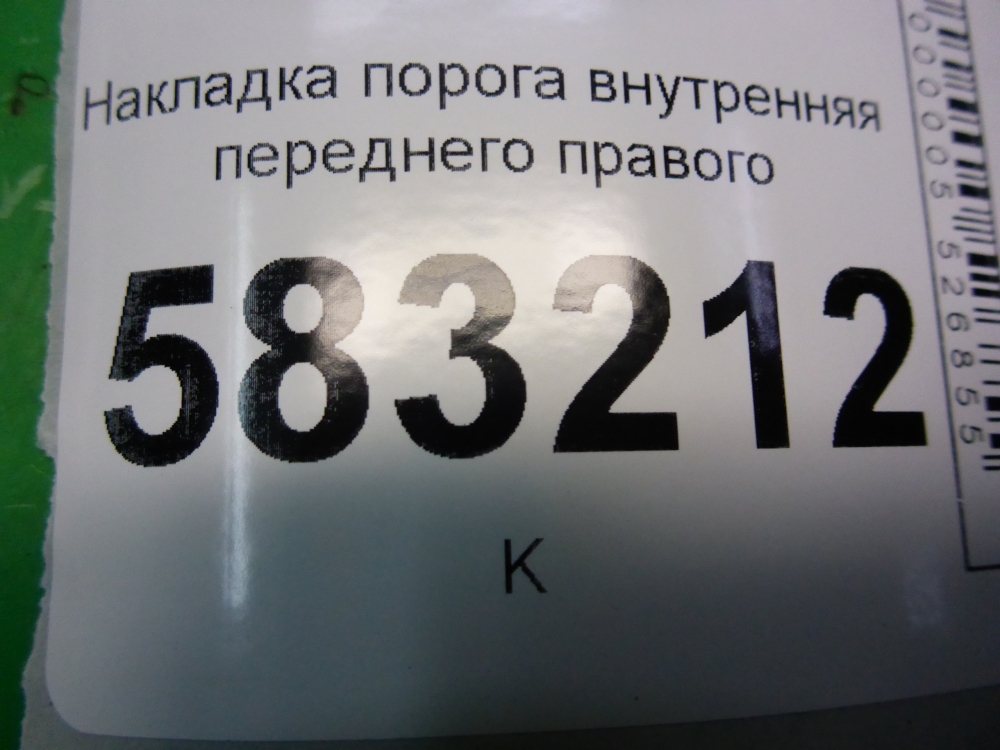 Накладка порога внутренняя
переднего правого
583212
К
000005526855